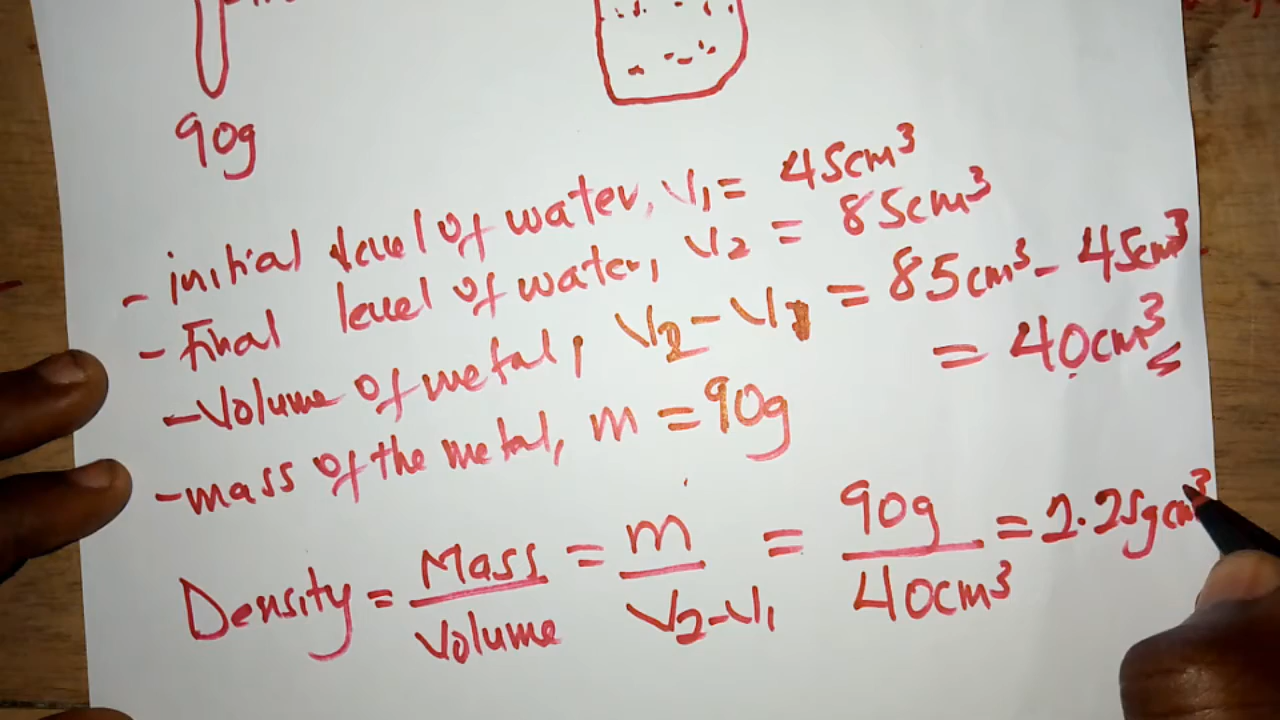 90g
- initial level of water, V₁ = 45cm³
- Final level of water, V₂ = 85cm³
- Volume of metal, V₂ - V₁ = 85cm³ - 45cm³
= 40cm³
- mass of the metal, m = 90g
Density = Mass/Volume = m/V₂-V₁ = 90g/40cm³ = 2.25gcm³